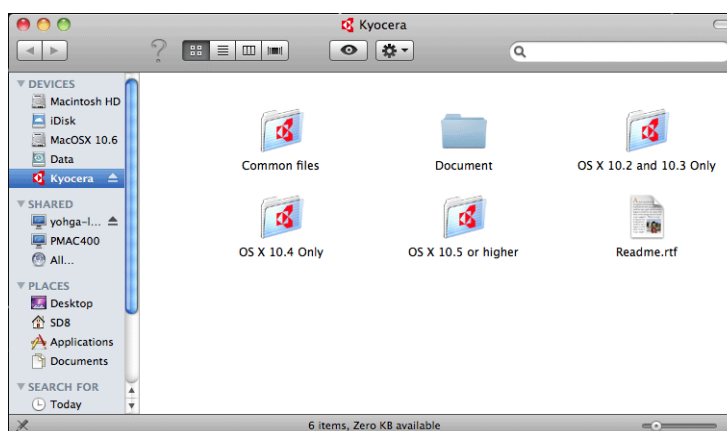 Kyocera
DEVICES
Macintosh HD
iDisk
MacOSX 10.6
Data
Kyocera
SHARED
yohga-l...
PMAC400
All...
PLACES
Desktop
SD8
Applications
Documents
SEARCH FOR
Today
Common files
Document
OS X 10.2 and 10.3 Only
OS X 10.4 Only
OS X 10.5 or higher
Readme.rtf
6 items, Zero KB available